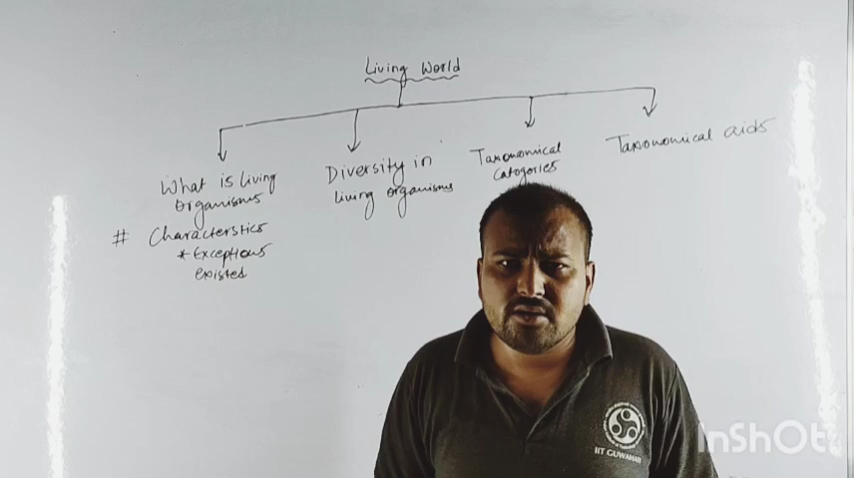 Living World
What is living
organisms
# Characterstics
* Exceptions
existed
Diversity in
living organisms
Taxonomical
Catogories
Taxonomical aids
IIT GUWAHATI
InShOt